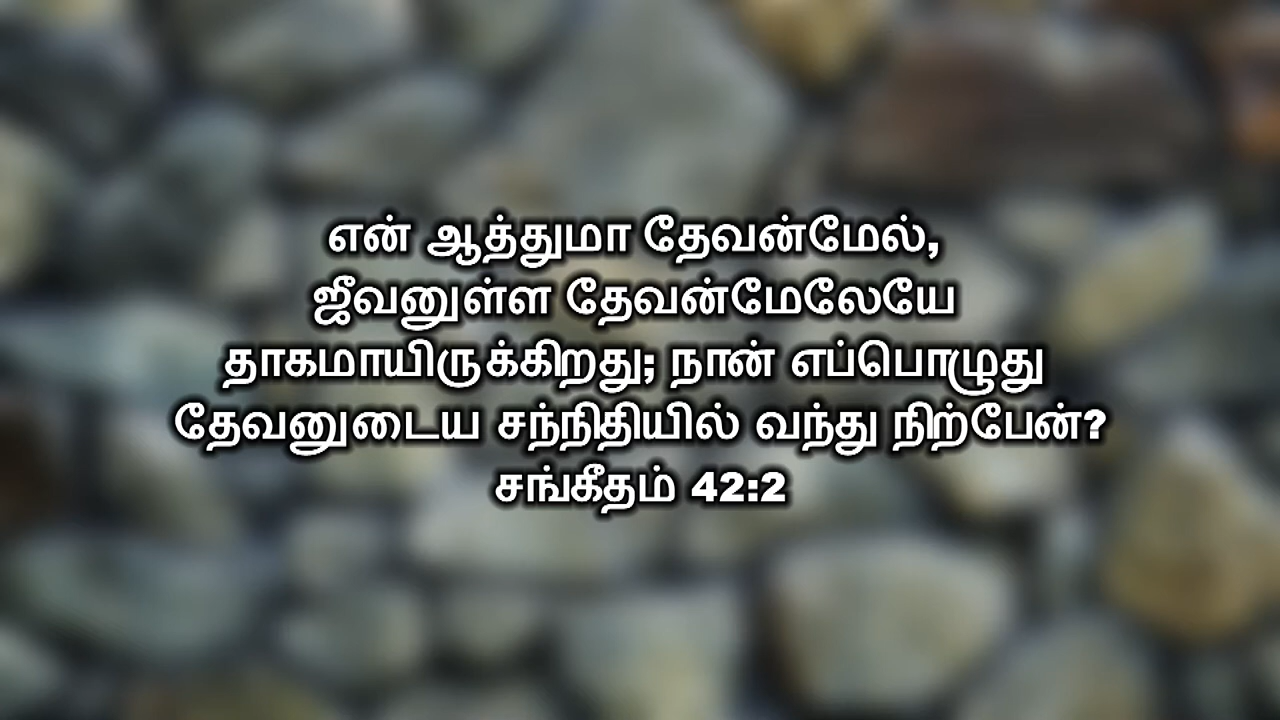 என் ஆத்துமா தேவன்மேல்,
ஜீவனுள்ள தேவன்மேலேயே
தாகமாயிருக்கிறது; நான் எப்பொழுது
தேவனுடைய சந்நிதியில் வந்து நிற்பேன்?
சங்கீதம் 42:2